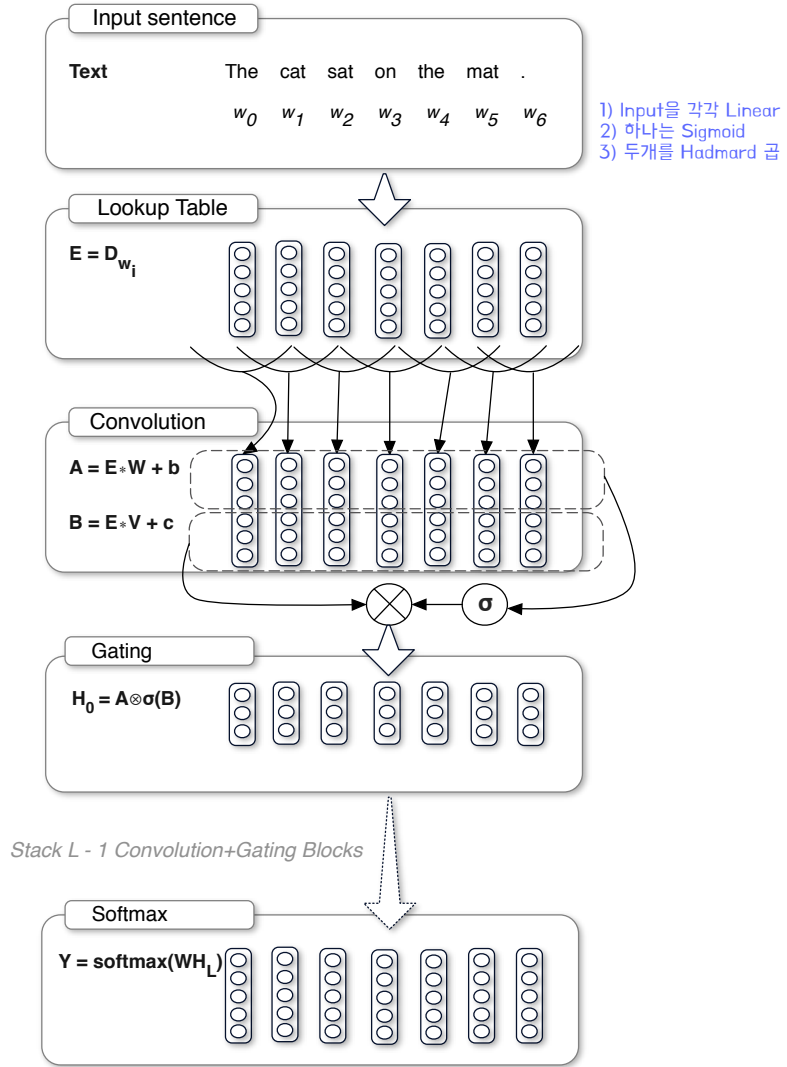 Input sentence
Text The cat sat on the mat .
w0 w1 w2 w3 w4 w5 w6
1) Input을 각각 Linear
2) 하나는 Sigmoid
3) 두개를 Hadmard 곱
Lookup Table
E = Dwi
Convolution
A = E∗W + b
B = E∗V + c
σ
Gating
H0 = A⊗σ(B)
Stack L - 1 Convolution+Gating Blocks
Softmax
Y = softmax(WHL)